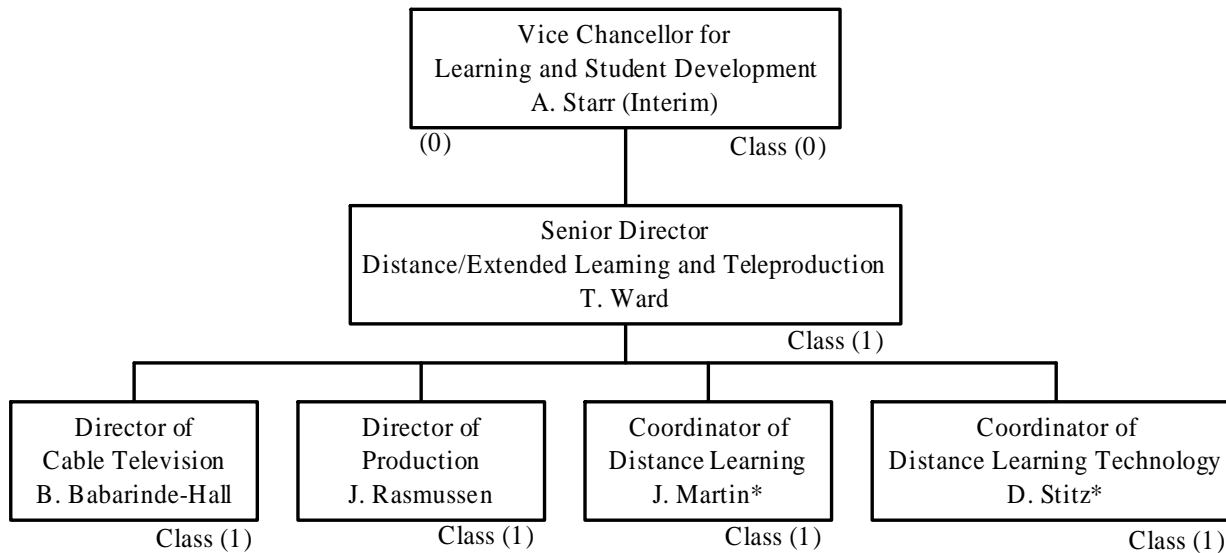 Vice Chancellor for
Learning and Student Development
A. Starr (Interim)
(0) Class (0)
Senior Director
Distance/Extended Learning and Teleproduction
T. Ward
Class (1)
Director of
Cable Television
B. Babarinde-Hall
Class (1)
Director of
Production
J. Rasmussen
Class (1)
Coordinator of
Distance Learning
J. Martin*
Class (1)
Coordinator of
Distance Learning Technology
D. Stitz*
Class (1)